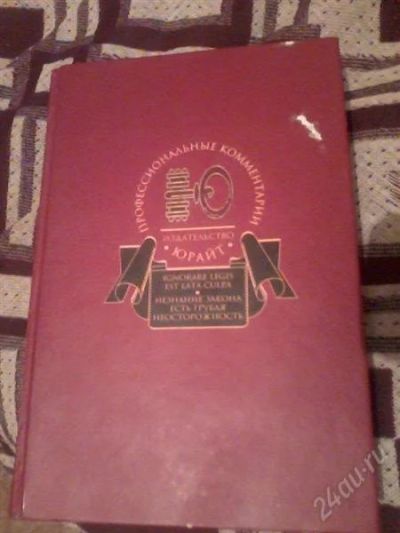 ПРОФЕССИОНАЛЬНЫЕ КОММЕНТАРИИ
ИЗДАТЕЛЬСТВО
• ЮРАЙТ •
IGNORARE LEGIS
EST LATA CULPA
•
НЕЗНАНИЕ ЗАКОНА
ЕСТЬ ГРУБАЯ
НЕОСТОРОЖНОСТЬ
24au.ru